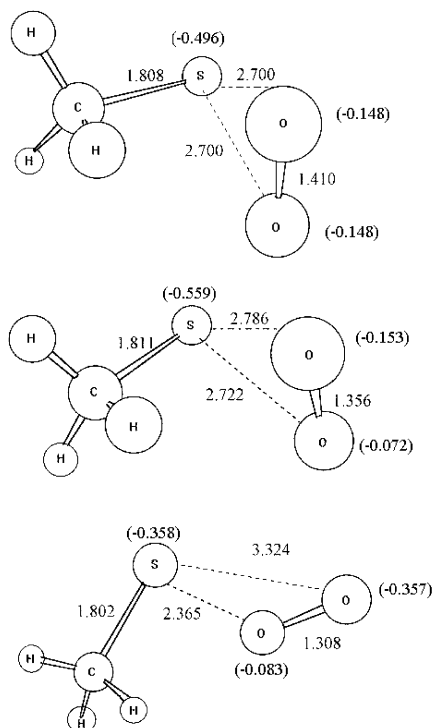 H
(-0.496)
1.808
S
2.700
C
O
(-0.148)
H
H
2.700
1.410
O
(-0.148)
(-0.559)
H
S
2.786
1.811
O
(-0.153)
C
2.722
1.356
H
O
H
(-0.072)
(-0.358)
S
3.324
O
(-0.357)
1.802
2.365
O
1.308
H
C
(-0.083)
H
H